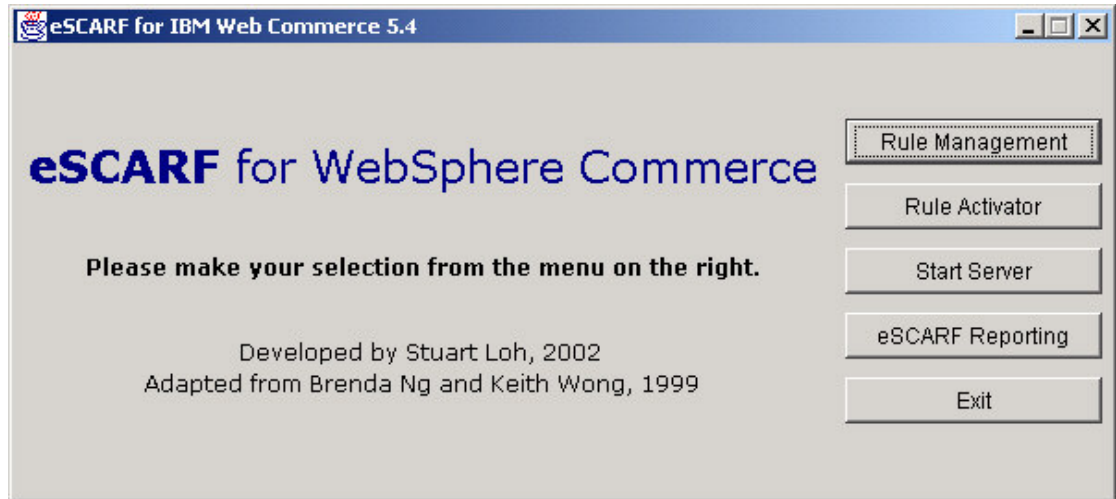 eSCARF for IBM Web Commerce 5.4
eSCARF for WebSphere Commerce
Please make your selection from the menu on the right.
Developed by Stuart Loh, 2002
Adapted from Brenda Ng and Keith Wong, 1999
Rule Management
Rule Activator
Start Server
eSCARF Reporting
Exit